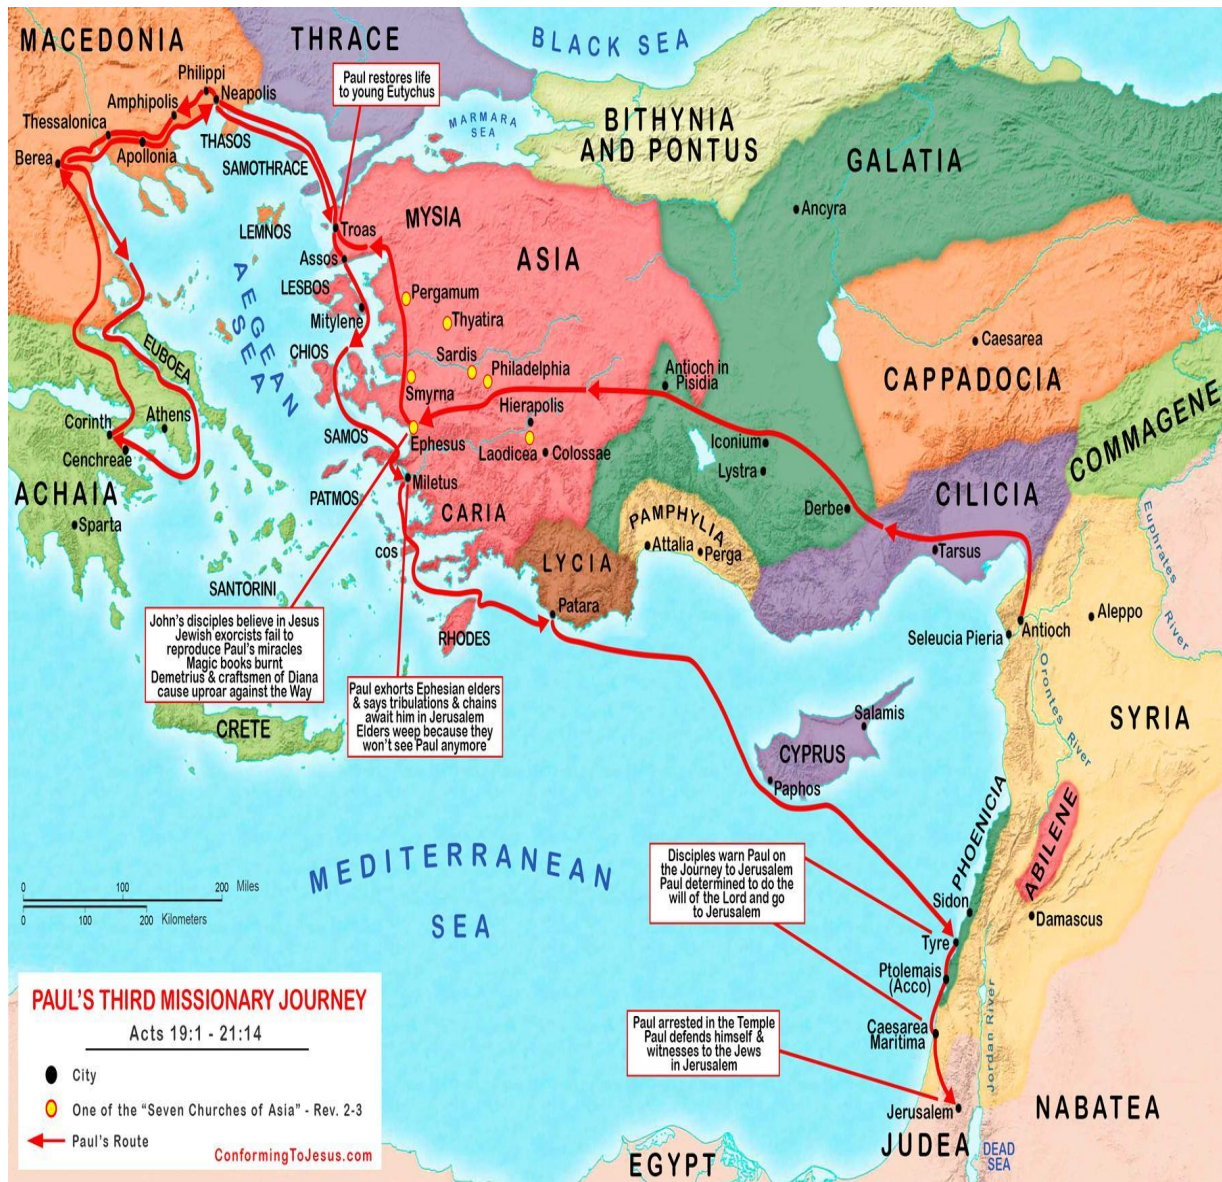 MACEDONIA
THRACE
BLACK SEA
Philippi
Neapolis
Amphipolis
Thessalonica
Berea
Apollonia
THASOS
SAMOTHRACE
Paul restores life
to young Eutychus
MARMARA
SEA
BITHYNIA
AND PONTUS
GALATIA
Ancyra
LEMNOS
Troas
MYSIA
ASIA
Assos
LESBOS
Mitylene
Pergamum
Thyatira
AEGEAN
SEA
CHIOS
Sardis
Philadelphia
Smyrna
Antioch in
Pisidia
Caesarea
CAPPADOCIA
COMMAGENE
EUBOEA
Corinth
Athens
Cenchreae
ACHAIA
Sparta
SAMOS
Ephesus
Hierapolis
Laodicea
Colossae
Iconium
Lystra
Derbe
PATMOS
Miletus
CARIA
PAMPHYLIA
Attalia
Perga
CILICIA
Tarsus
Euphrates River
COS
LYCIA
Patara
SANTORINI
RHODES
John's disciples believe in Jesus
Jewish exorcists fail to
reproduce Paul's miracles
Magic books burnt
Demetrius & craftsmen of Diana
cause uproar against the Way
Paul exhorts Ephesian elders
& says tribulations & chains
await him in Jerusalem
Elders weep because they
won't see Paul anymore
CRETE
Seleucia Pieria
Antioch
Aleppo
Orontes River
SYRIA
Salamis
CYPRUS
Paphos
MEDITERRANEAN
SEA
PHOENICIA
ABILENE
Sidon
Damascus
Tyre
Ptolemais
(Acco)
Caesarea
Maritima
Disciples warn Paul on
the Journey to Jerusalem
Paul determined to do the
will of the Lord and go
to Jerusalem
Paul arrested in the Temple
Paul defends himself &
witnesses to the Jews
in Jerusalem
Jordan River
Jerusalem
JUDEA
DEAD
SEA
NABATEA
EGYPT
0 100 200 Miles
0 100 200 Kilometers
PAUL'S THIRD MISSIONARY JOURNEY
Acts 19:1 - 21:14
City
One of the "Seven Churches of Asia" - Rev. 2-3
Paul's Route
ConformingToJesus.com